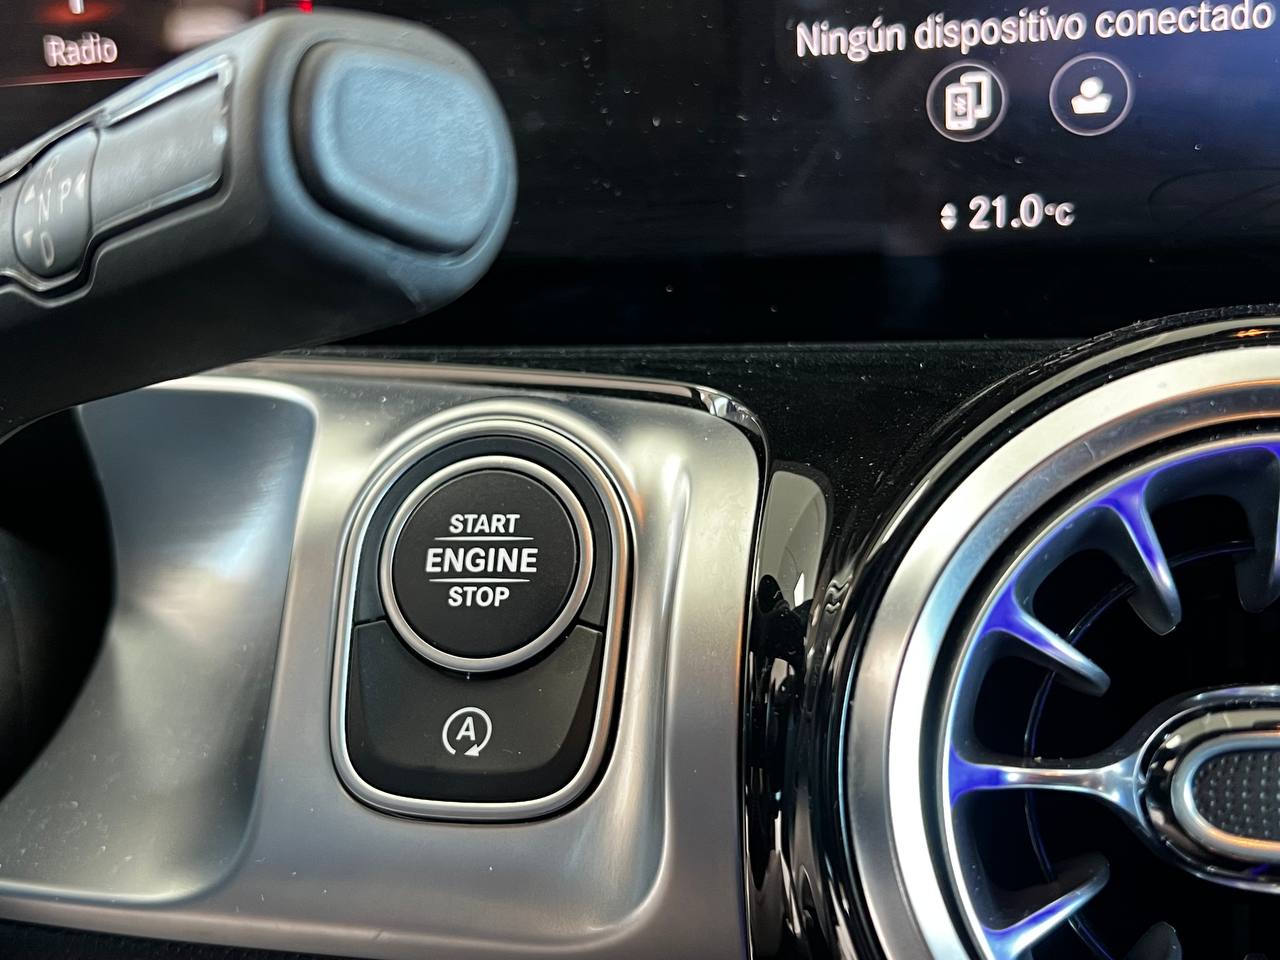 Radio
Ningún dispositivo conectado
21.0°C
R
N P
D
START
ENGINE
STOP
A